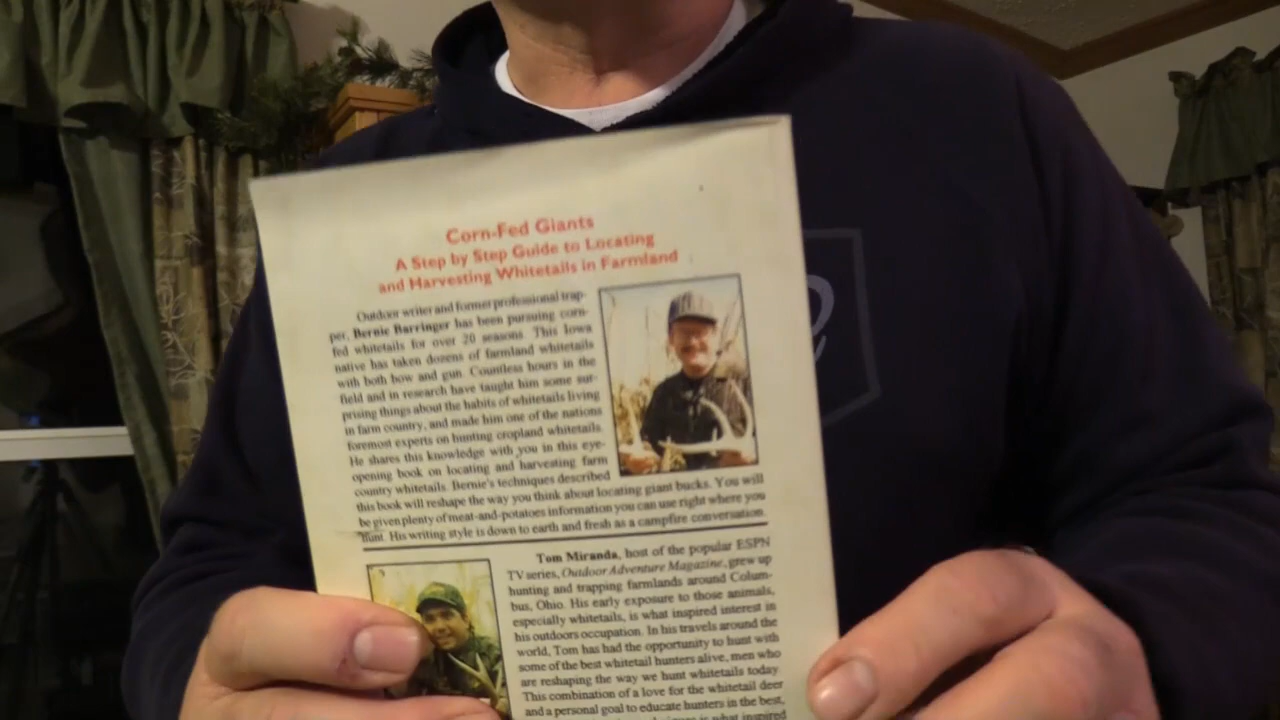 Corn-Fed Giants
A Step by Step Guide to Locating
and Harvesting Whitetails in Farmland
Outdoor writer and former professional trap-
per, Bernie Barringer has been pursuing corn-
fed whitetails for over 20 seasons. This Iowa
native has taken dozens of farmland whitetails
with both bow and gun. Countless hours in the
field and in research have taught him some sur-
prising things about the habits of whitetails living
in farm country, and made him one of the nations
foremost experts on hunting cropland whitetails.
He shares this knowledge with you in this eye-
opening book on locating and harvesting farm
country whitetails. Bernie's techniques described
this book will reshape the way you think about locating giant bucks. You will
be given plenty of meat-and-potatoes information you can use right where you
hunt. His writing style is down to earth and fresh as a campfire conversation.
Tom Miranda, host of the popular ESPN
TV series, Outdoor Adventure Magazine, grew up
hunting and trapping farmlands around Colum-
bus, Ohio. His early exposure to those animals,
especially whitetails, is what inspired interest in
his outdoors occupation. In his travels around the
world, Tom has had the opportunity to hunt with
some of the best whitetail hunters alive, men who
are reshaping the way we hunt whitetails today.
This combination of a love for the whitetail deer
and a personal goal to educate hunters in the best,
is what inspired